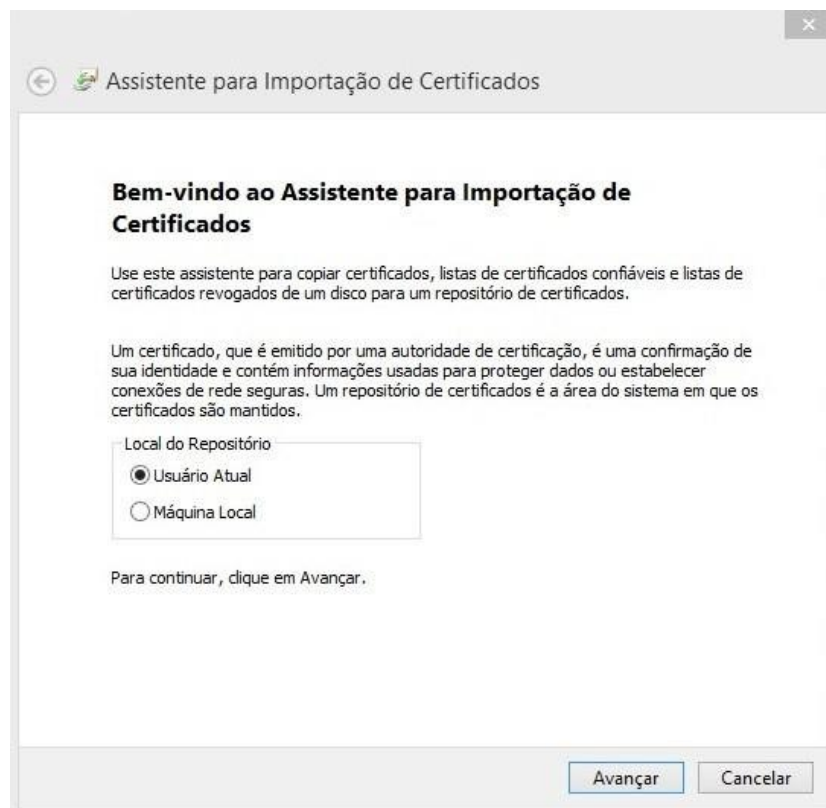 Assistente para Importação de Certificados
Bem-vindo ao Assistente para Importação de
Certificados
Use este assistente para copiar certificados, listas de certificados confiáveis e listas de
certificados revogados de um disco para um repositório de certificados.
Um certificado, que é emitido por uma autoridade de certificação, é uma confirmação de
sua identidade e contém informações usadas para proteger dados ou estabelecer
conexões de rede seguras. Um repositório de certificados é a área do sistema em que os
certificados são mantidos.
Local do Repositório
Usuário Atual
Máquina Local
Para continuar, clique em Avançar.
Avançar
Cancelar